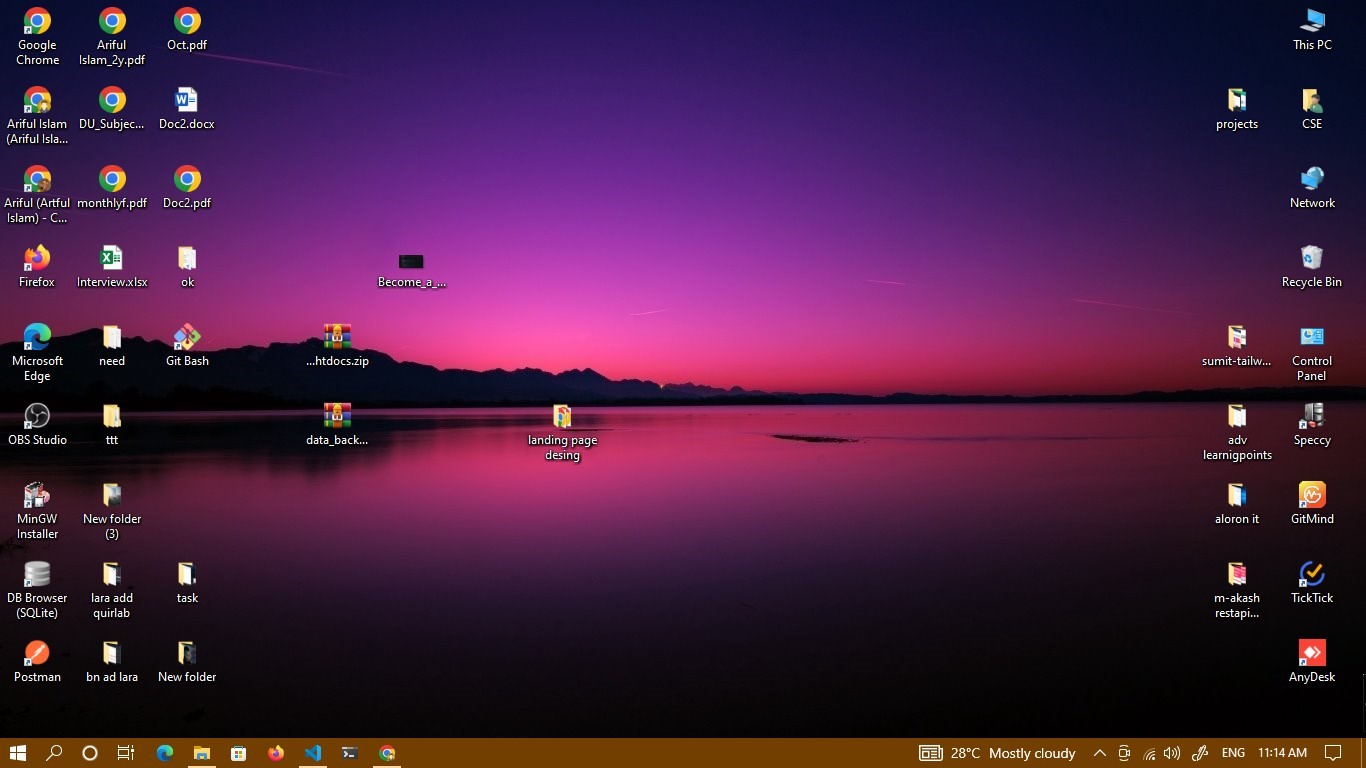 Google
Chrome
Ariful
Islam_2y.pdf
Oct.pdf
This PC
Ariful Islam
(Ariful Isla...
DU_Subjec...
Doc2.docx
projects
CSE
Ariful (Artful
Islam) - C...
monthlyf.pdf
Doc2.pdf
Network
Firefox
Interview.xlsx
ok
Become_a_...
Recycle Bin
Microsoft
Edge
need
Git Bash
...htdocs.zip
sumit-tailw...
Control
Panel
OBS Studio
ttt
data_back...
landing page
desing
adv
learnigpoints
Speccy
MinGW
Installer
New folder
(3)
aloron it
GitMind
DB Browser
(SQLite)
lara add
quirlab
task
m-akash
restapi...
TickTick
Postman
bn ad lara
New folder
AnyDesk
28°C Mostly cloudy
ENG
11:14 AM